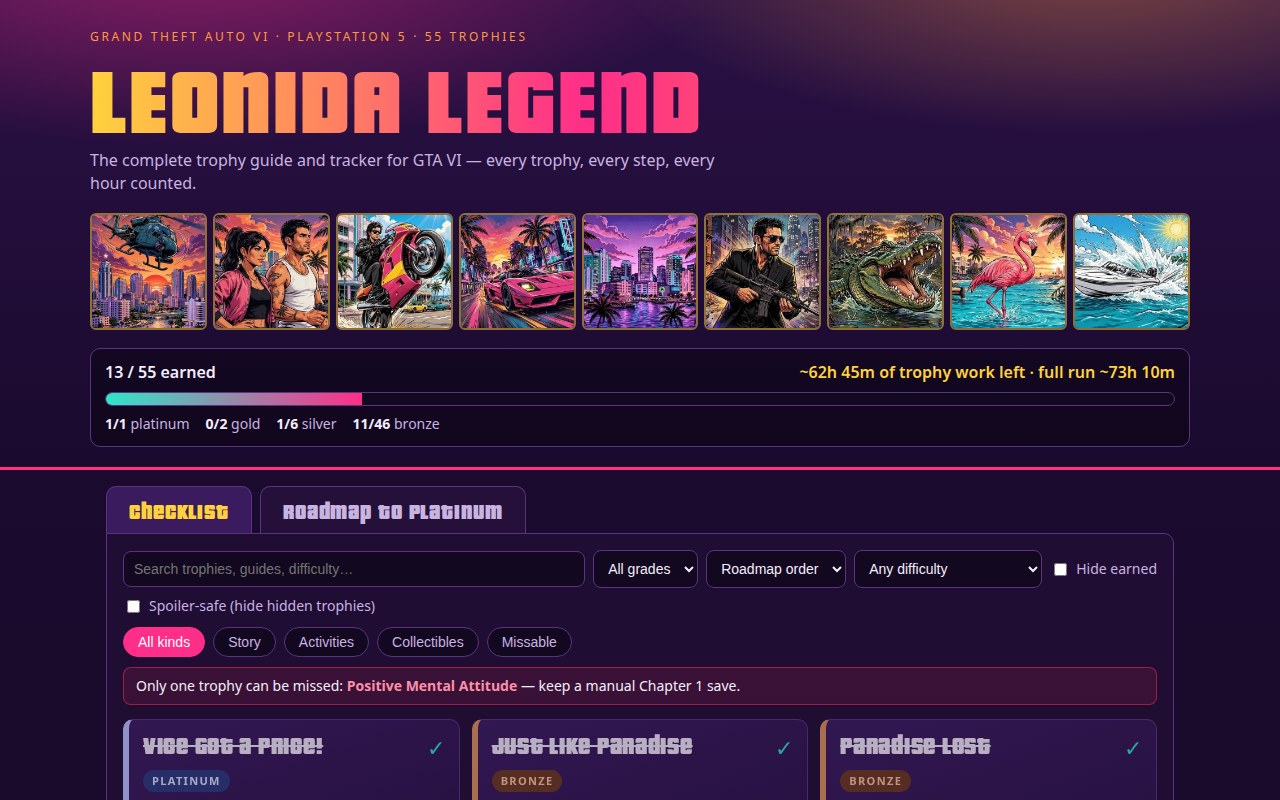 GRAND THEFT AUTO VI · PLAYSTATION 5 · 55 TROPHIES
LEONIDA LEGEND
The complete trophy guide and tracker for GTA VI — every trophy, every step, every
hour counted.
13 / 55 earned
~62h 45m of trophy work left · full run ~73h 10m
1/1 platinum 0/2 gold 1/6 silver 11/46 bronze
Checklist
Roadmap to Platinum
Search trophies, guides, difficulty…
All grades
Roadmap order
Any difficulty
Hide earned
Spoiler-safe (hide hidden trophies)
All kinds
Story
Activities
Collectibles
Missable
Only one trophy can be missed: Positive Mental Attitude — keep a manual Chapter 1 save.
Vice Got a Price! ✓
Just Like Paradise ✓
Paradise Lost ✓
PLATINUM
BRONZE
BRONZE